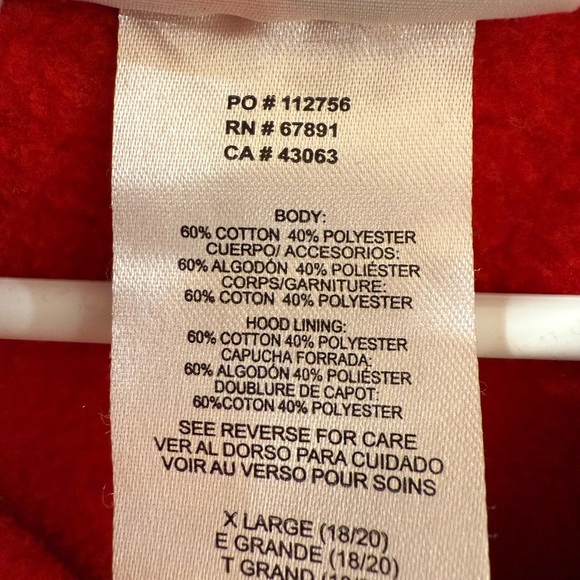 PO # 112756
RN # 67891
CA # 43063
BODY:
60% COTTON 40% POLYESTER
CUERPO/ ACCESORIOS:
60% ALGODÓN 40% POLIÉSTER
CORPS/GARNITURE:
60% COTON 40% POLYESTER
HOOD LINING:
60% COTTON 40% POLYESTER
CAPUCHA FORRADA:
60% ALGODÓN 40% POLIÉSTER
DOUBLURE DE CAPOT:
60%COTON 40% POLYESTER
SEE REVERSE FOR CARE
VER AL DORSO PARA CUIDADO
VOIR AU VERSO POUR SOINS
X LARGE (18/20)
E GRANDE (18/20)
T GRAND